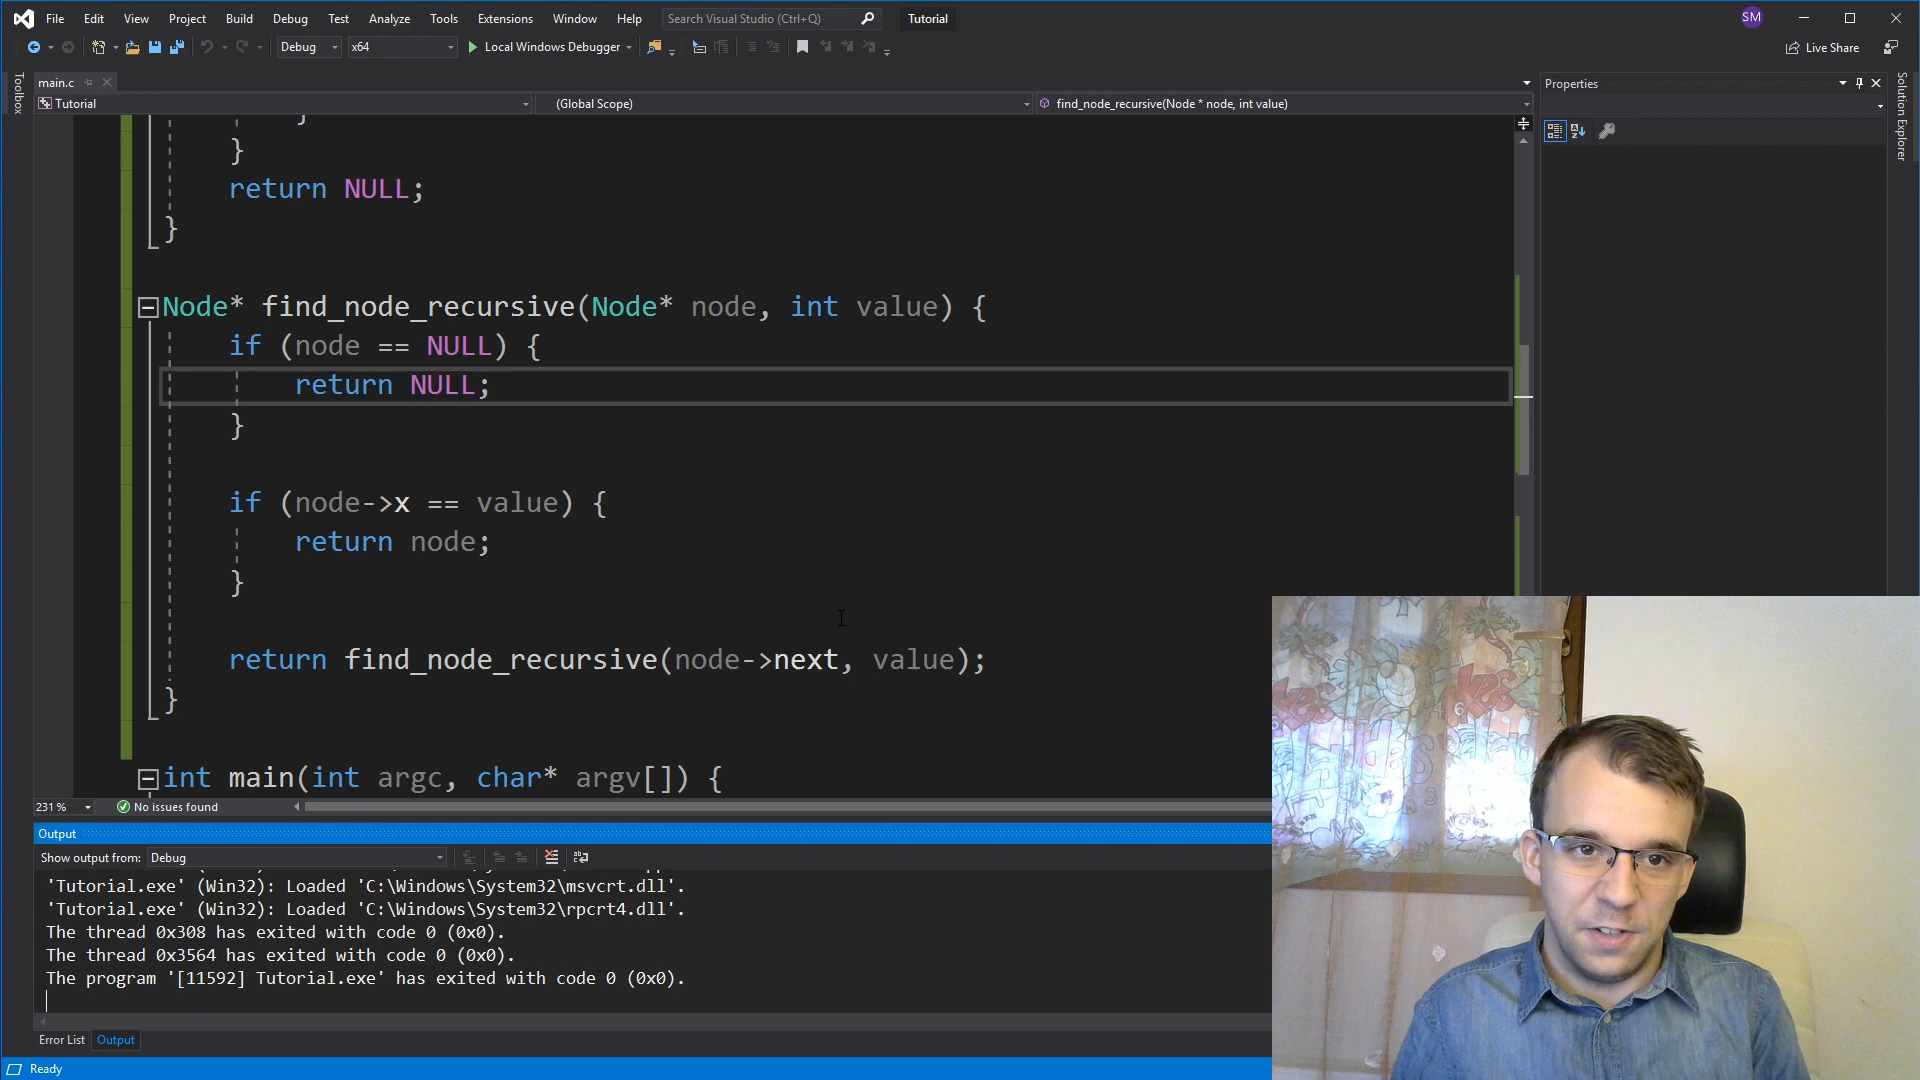 File Edit View Project Build Debug Test Analyze Tools Extensions Window Help Search Visual Studio (Ctrl+Q) Tutorial SM
Debug x64 Local Windows Debugger Live Share
Toolbox
main.c
Tutorial (Global Scope) find_node_recursive(Node * node, int value)
Properties
Solution Explorer
}
}
return NULL;
}
Node* find_node_recursive(Node* node, int value) {
if (node == NULL) {
return NULL;
}
if (node->x == value) {
return node;
}
return find_node_recursive(node->next, value);
}
int main(int argc, char* argv[]) {
231 % No issues found
Output
Show output from: Debug
'Tutorial.exe' (Win32): Loaded 'C:\Windows\System32\msvcrt.dll'.
'Tutorial.exe' (Win32): Loaded 'C:\Windows\System32\rpcrt4.dll'.
The thread 0x308 has exited with code 0 (0x0).
The thread 0x3564 has exited with code 0 (0x0).
The program '[11592] Tutorial.exe' has exited with code 0 (0x0).
Error List Output
Ready